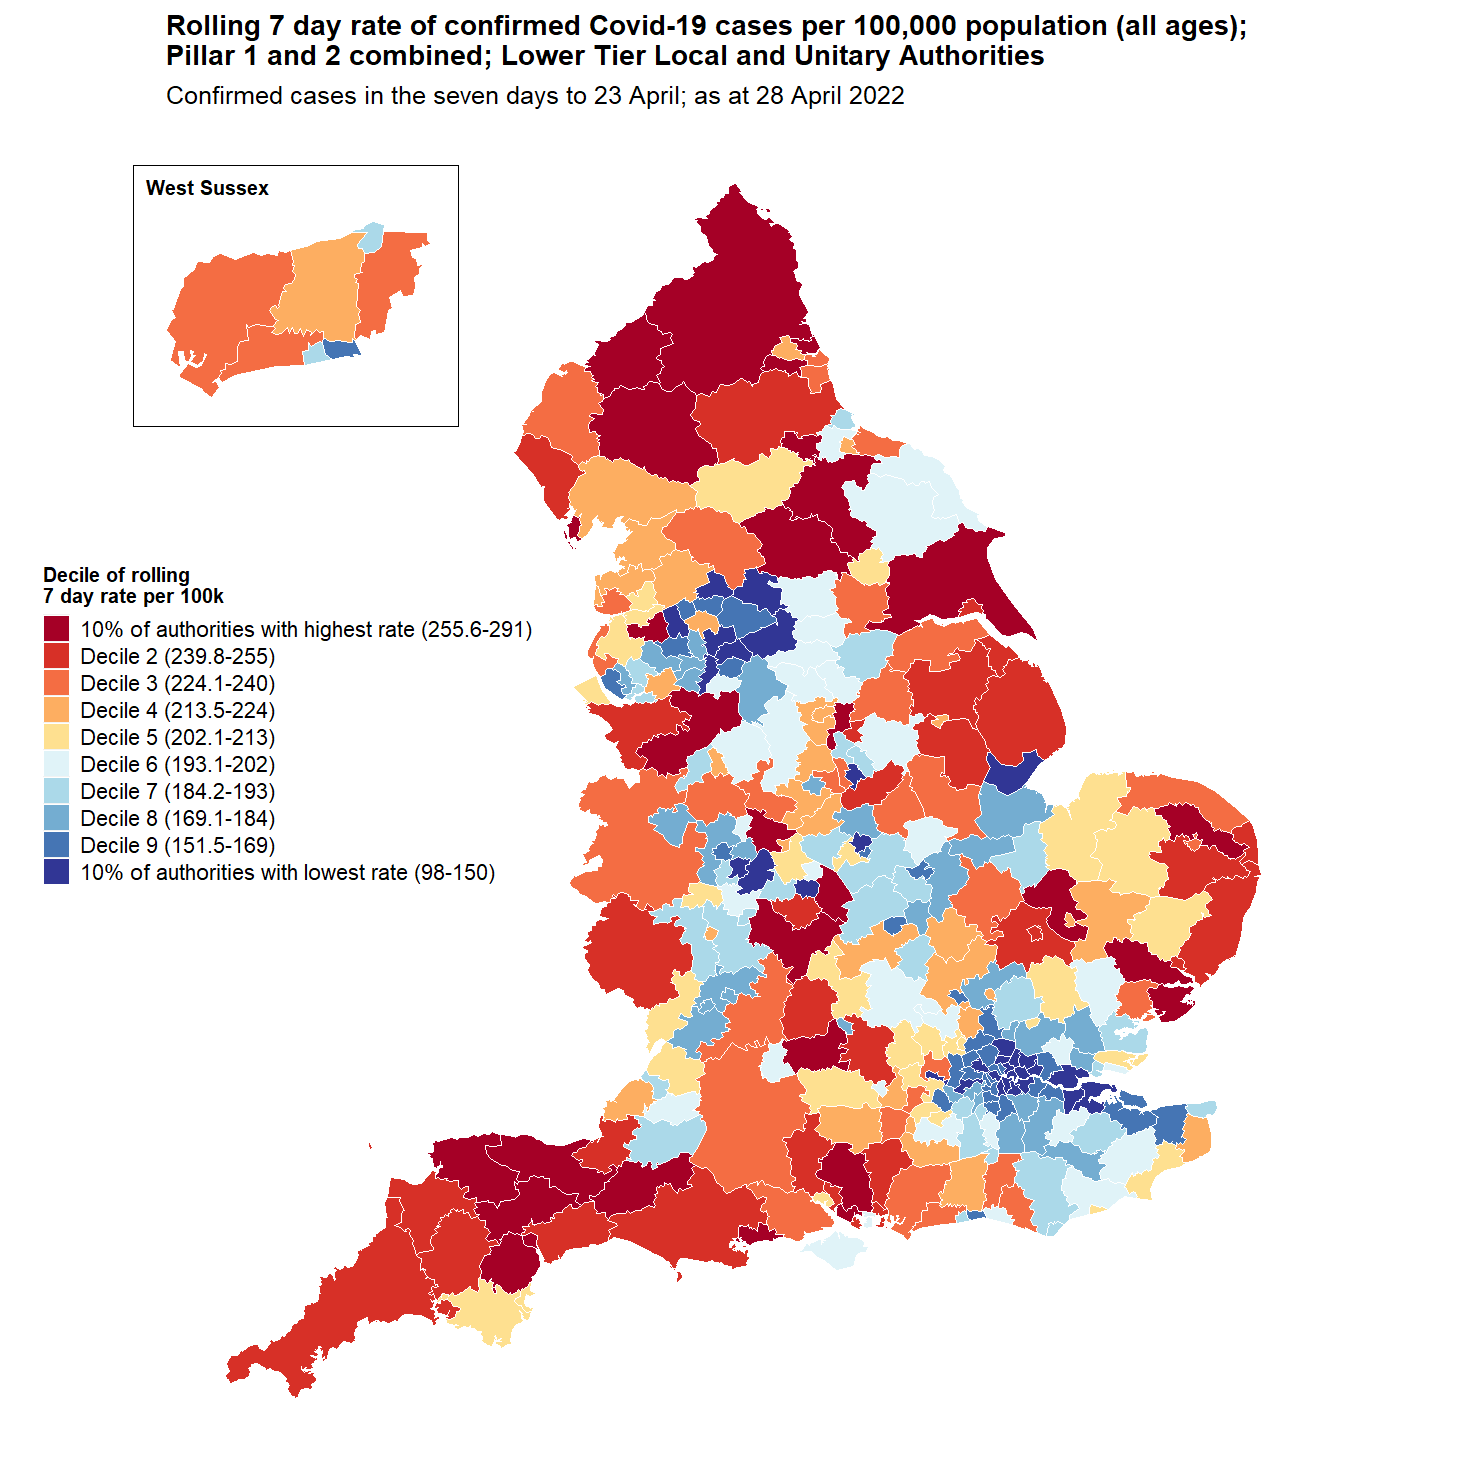 Rolling 7 day rate of confirmed Covid-19 cases per 100,000 population (all ages);
Pillar 1 and 2 combined; Lower Tier Local and Unitary Authorities
Confirmed cases in the seven days to 23 April; as at 28 April 2022
West Sussex
Decile of rolling
7 day rate per 100k
10% of authorities with highest rate (255.6-291)
Decile 2 (239.8-255)
Decile 3 (224.1-240)
Decile 4 (213.5-224)
Decile 5 (202.1-213)
Decile 6 (193.1-202)
Decile 7 (184.2-193)
Decile 8 (169.1-184)
Decile 9 (151.5-169)
10% of authorities with lowest rate (98-150)